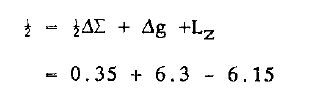 ½ = ½ΔΣ + Δg +L_Z
= 0.35 + 6.3 - 6.15